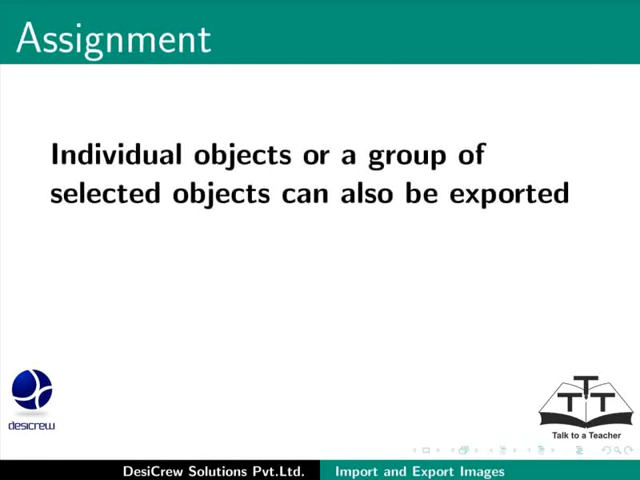 Assignment
Individual objects or a group of
selected objects can also be exported
desicrew
T
T T
Talk to a Teacher
DesiCrew Solutions Pvt.Ltd.
Import and Export Images